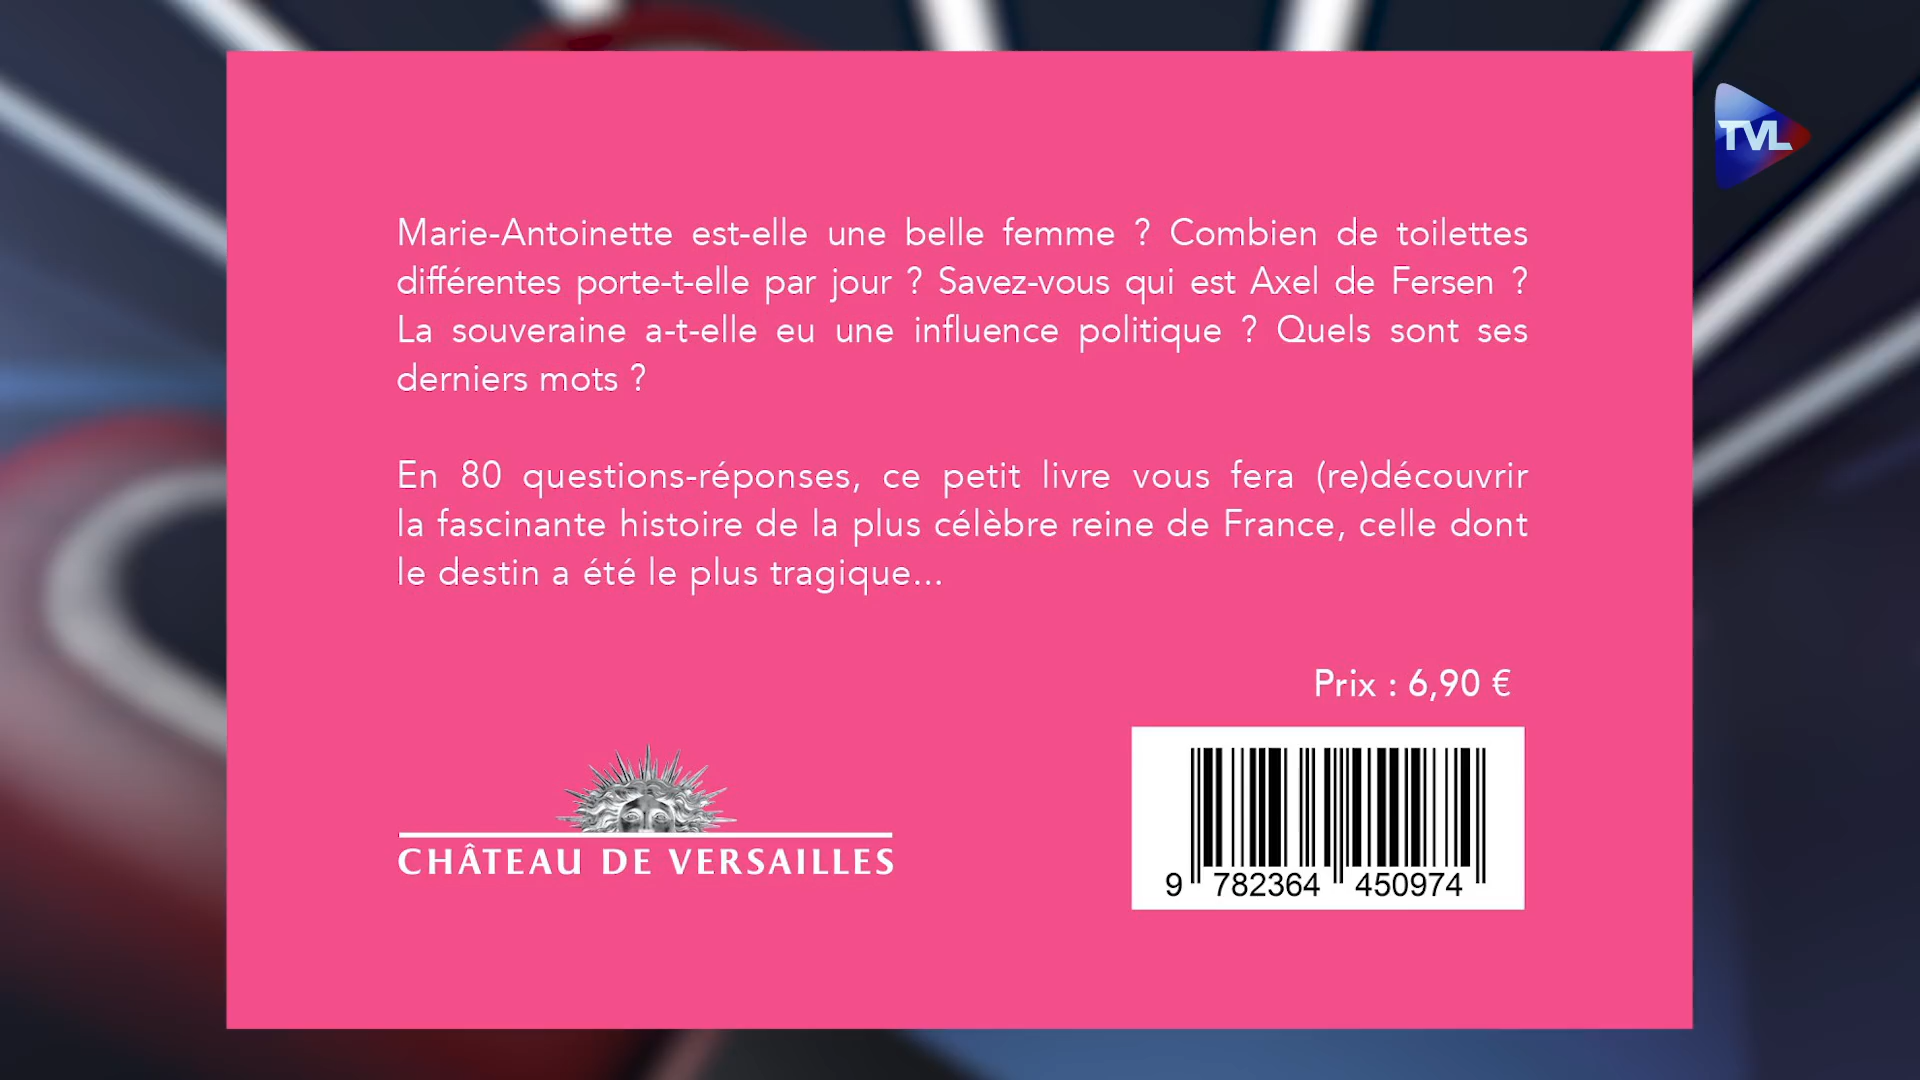 TVL
Marie-Antoinette est-elle une belle femme ? Combien de toilettes
différentes porte-t-elle par jour ? Savez-vous qui est Axel de Fersen ?
La souveraine a-t-elle eu une influence politique ? Quels sont ses
derniers mots ?
En 80 questions-réponses, ce petit livre vous fera (re)découvrir
la fascinante histoire de la plus célèbre reine de France, celle dont
le destin a été le plus tragique...
Prix : 6,90 €
CHÂTEAU DE VERSAILLES
9 782364 450974